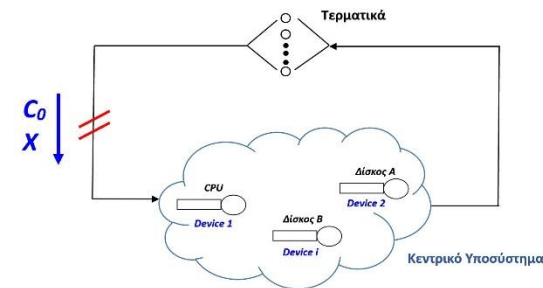 Τερματικά
C0
X
CPU
Device 1
Δίσκος Α
Device 2
Δίσκος Β
Device i
Κεντρικό Υποσύστημα